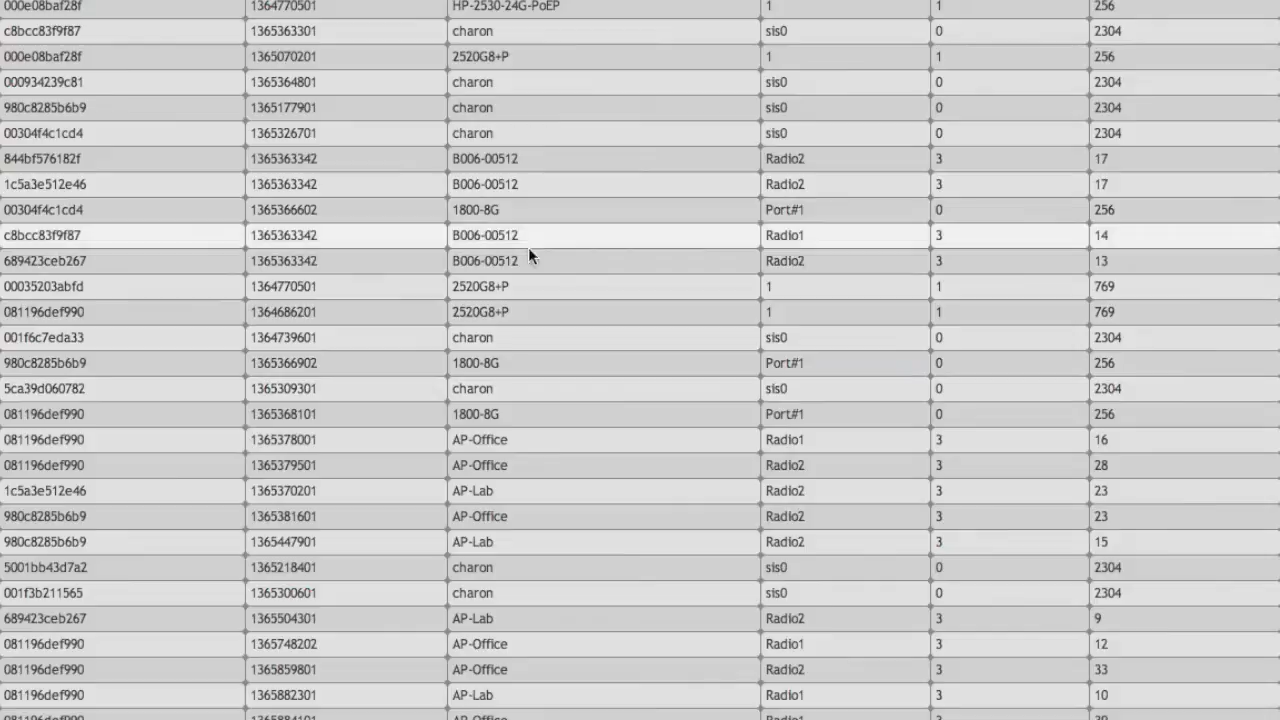 000e08baf28f 1364770501 HP-2530-24G-PoEP 1 1 256
c8bcc83f9f87 1365363301 charon sis0 0 2304
000e08baf28f 1365070201 2520G8+P 1 1 256
000934239c81 1365364801 charon sis0 0 2304
980c8285b6b9 1365177901 charon sis0 0 2304
00304f4c1cd4 1365326701 charon sis0 0 2304
844bf576182f 1365363342 B006-00512 Radio2 3 17
1c5a3e512e46 1365363342 B006-00512 Radio2 3 17
00304f4c1cd4 1365366602 1800-8G Port#1 0 256
c8bcc83f9f87 1365363342 B006-00512 Radio1 3 14
689423ceb267 1365363342 B006-00512 Radio2 3 13
00035203abfd 1364770501 2520G8+P 1 1 769
081196def990 1364686201 2520G8+P 1 1 769
001f6c7eda33 1364739601 charon sis0 0 2304
980c8285b6b9 1365366902 1800-8G Port#1 0 256
5ca39d060782 1365309301 charon sis0 0 2304
081196def990 1365368101 1800-8G Port#1 0 256
081196def990 1365378001 AP-Office Radio1 3 16
081196def990 1365379501 AP-Office Radio2 3 28
1c5a3e512e46 1365370201 AP-Lab Radio2 3 23
980c8285b6b9 1365381601 AP-Office Radio2 3 23
980c8285b6b9 1365447901 AP-Lab Radio2 3 15
5001bb43d7a2 1365218401 charon sis0 0 2304
001f3b211565 1365300601 charon sis0 0 2304
689423ceb267 1365504301 AP-Lab Radio2 3 9
081196def990 1365748202 AP-Office Radio1 3 12
081196def990 1365859801 AP-Office Radio2 3 33
081196def990 1365882301 AP-Lab Radio1 3 10